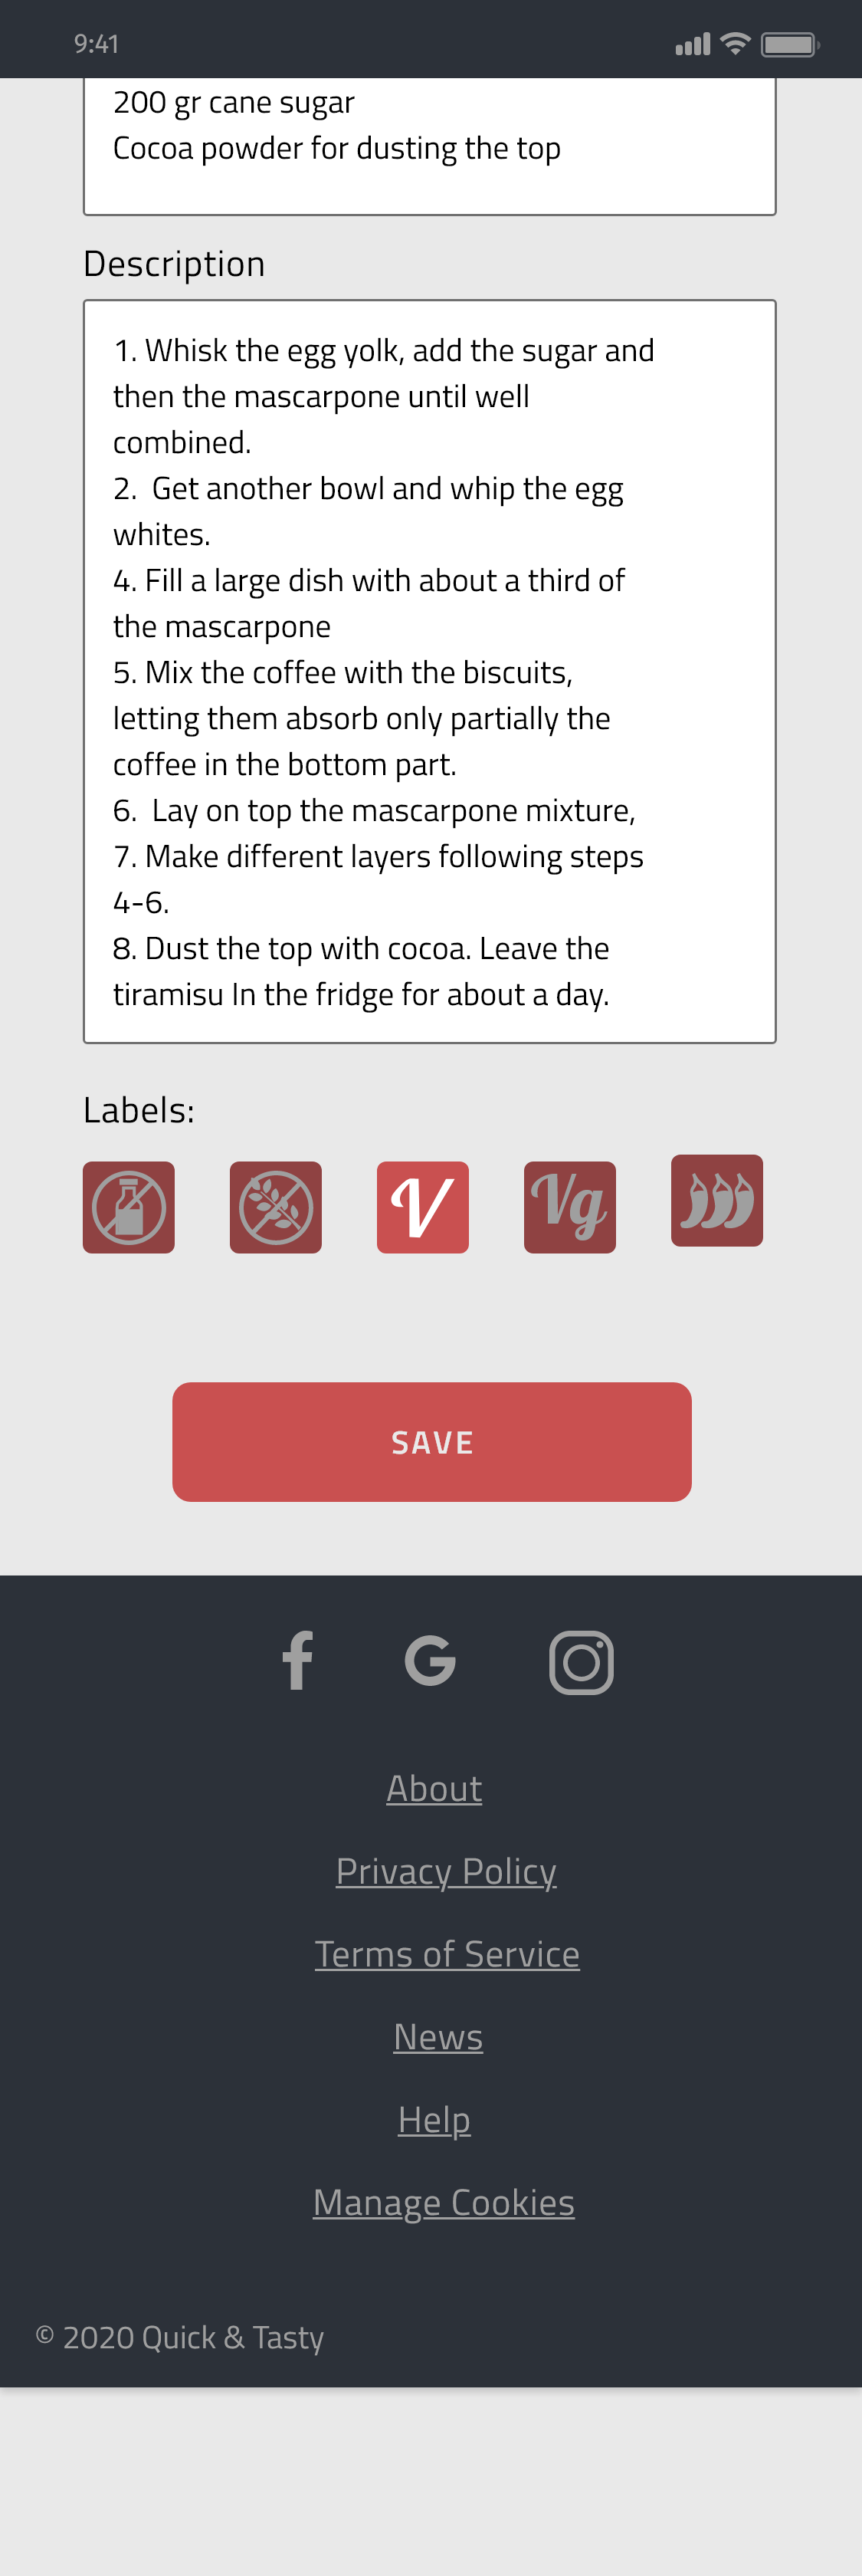 9:41
200 gr cane sugar
Cocoa powder for dusting the top
Description
1. Whisk the egg yolk, add the sugar and
then the mascarpone until well
combined.
2.  Get another bowl and whip the egg
whites.
4. Fill a large dish with about a third of
the mascarpone
5. Mix the coffee with the biscuits,
letting them absorb only partially the
coffee in the bottom part.
6.  Lay on top the mascarpone mixture,
7. Make different layers following steps
4-6.
8. Dust the top with cocoa. Leave the
tiramisu In the fridge for about a day.
Labels:
V Vg
SAVE
f G
About
Privacy Policy
Terms of Service
News
Help
Manage Cookies
© 2020 Quick & Tasty